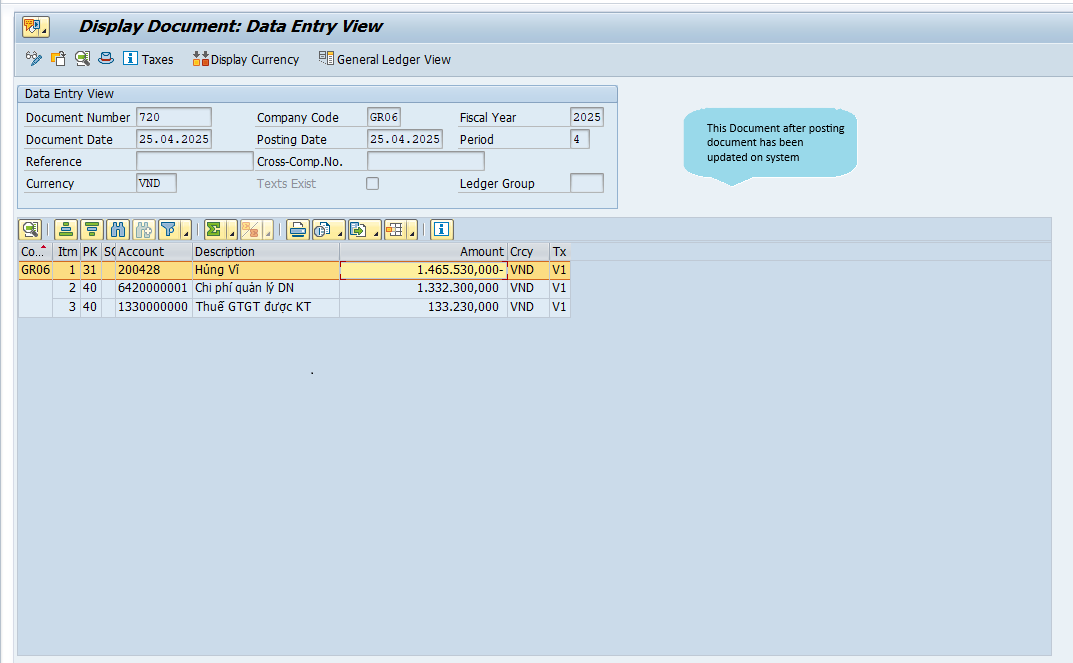 Display Document: Data Entry View
Taxes Display Currency General Ledger View
Data Entry View
Document Number 720 Company Code GR06 Fiscal Year 2025
Document Date 25.04.2025 Posting Date 25.04.2025 Period 4
Reference Cross-Comp.No.
Currency VND Texts Exist Ledger Group
This Document after posting
document has been
updated on system
Co... Itm PK SG Account Description Amount Crcy Tx
GR06 1 31 200428 Hùng Vĩ 1.465.530,000- VND V1
2 40 6420000001 Chi phí quản lý DN 1.332.300,000 VND V1
3 40 1330000000 Thuế GTGT được KT 133.230,000 VND V1